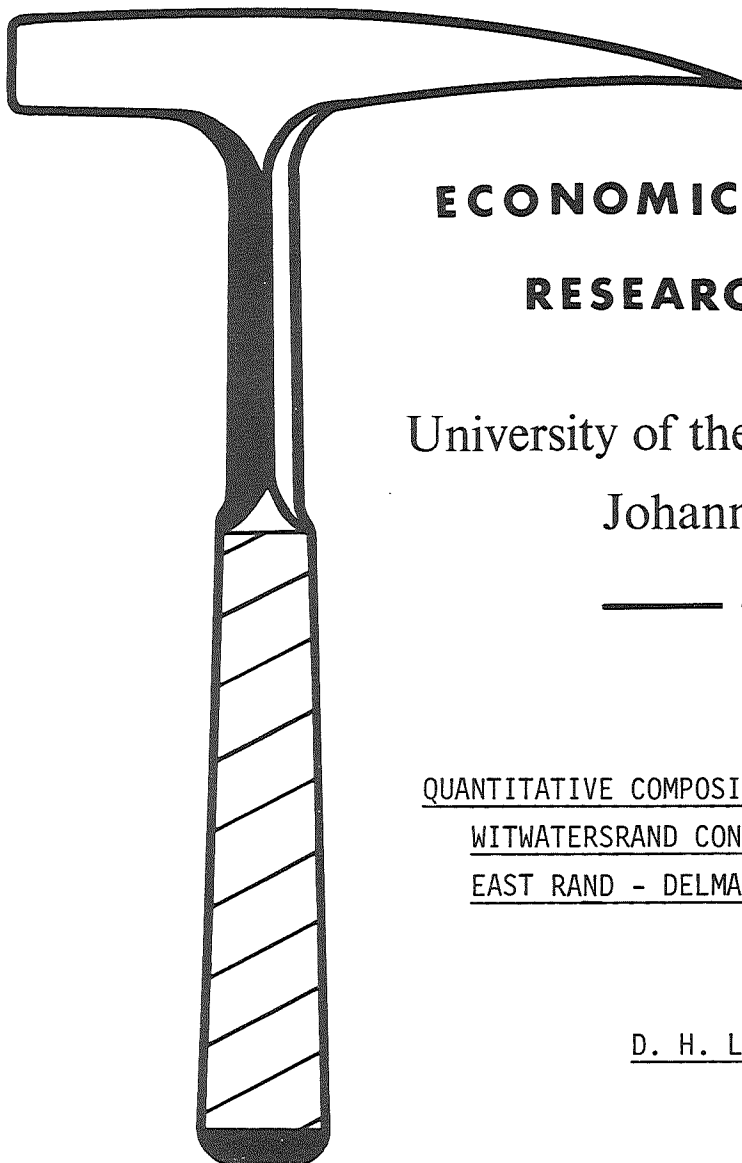 ECONOMIC
RESEARC
University of the
Johann
QUANTITATIVE COMPOSI
WITWATERSRAND CON
EAST RAND - DELMA
D. H. L